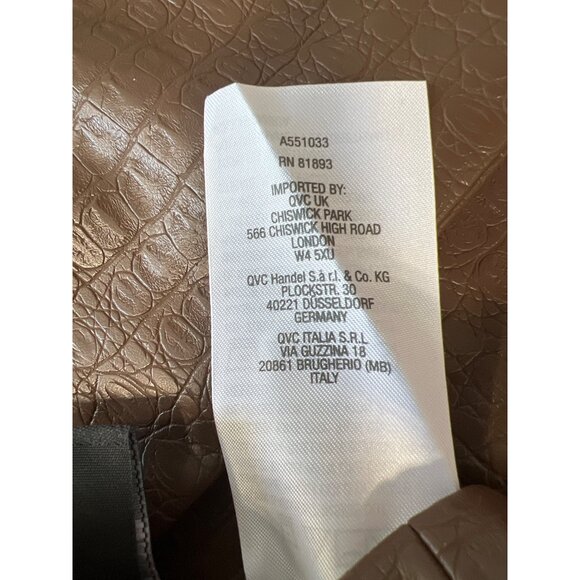 A551033
RN 81893
IMPORTED BY:
QVC UK
CHISWICK PARK
566 CHISWICK HIGH ROAD
LONDON
W4 5XU
QVC Handel S.à r.l. & Co. KG
PLOCKSTR. 30
40221 DÜSSELDORF
GERMANY
QVC ITALIA S.R.L
VIA GUZZINA 18
20861 BRUGHERIO (MB)
ITALY